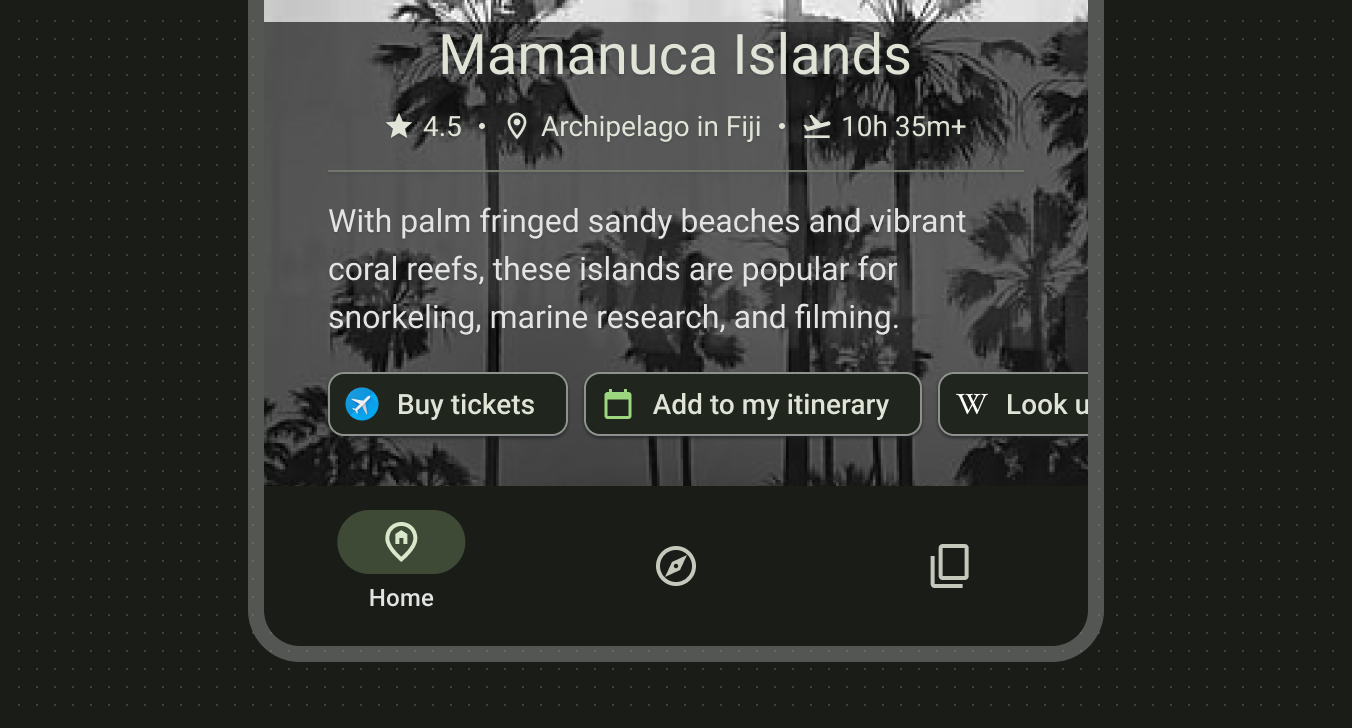 Mamanuca Islands
4.5 • Archipelago in Fiji • 10h 35m+
With palm fringed sandy beaches and vibrant
coral reefs, these islands are popular for
snorkeling, marine research, and filming.
Buy tickets Add to my itinerary W Look u
Home